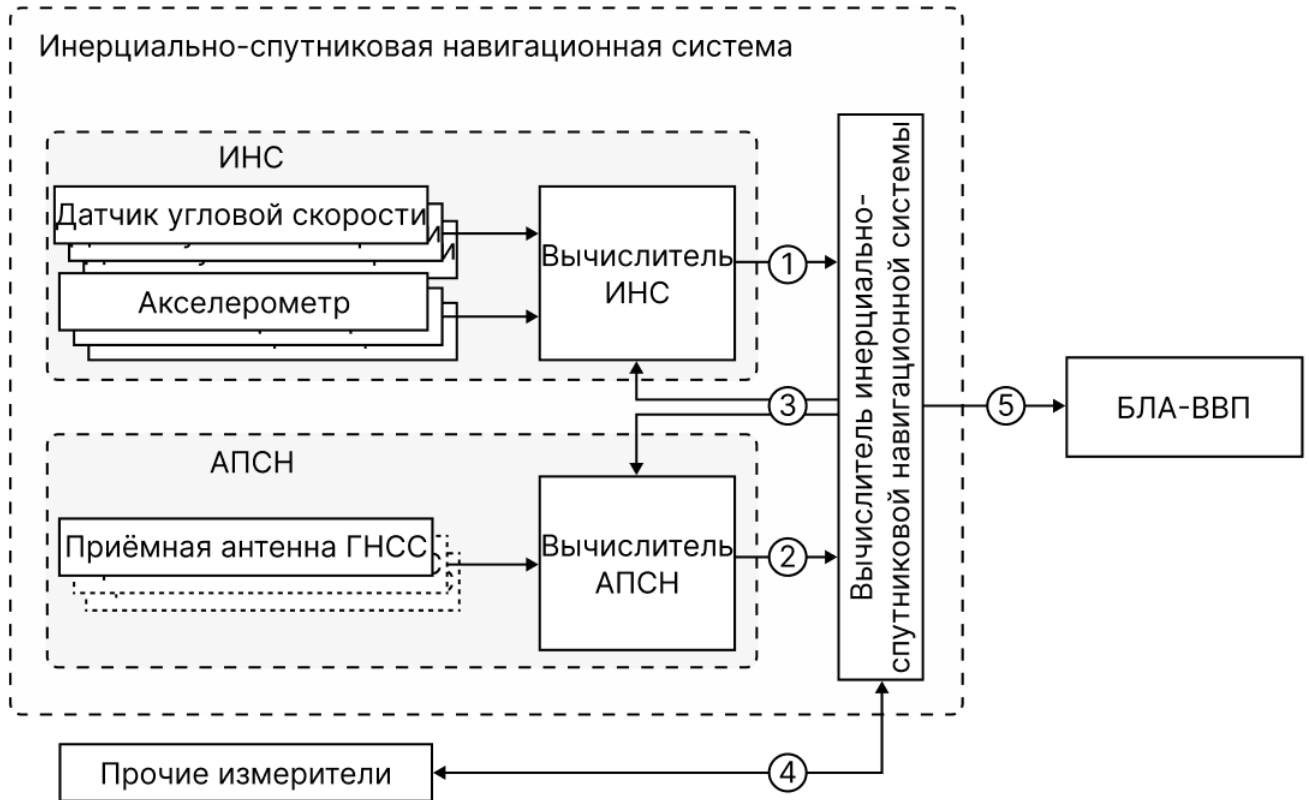 Инерциально-спутниковая навигационная система
ИНС
Датчик угловой скорости
Акселерометр
Вычислитель
ИНС
1
3
АПСН
Приёмная антенна ГНСС
Вычислитель
АПСН
2
Вычислитель инерциально-
спутниковой навигационной системы
5
БЛА-ВВП
Прочие измерители
4